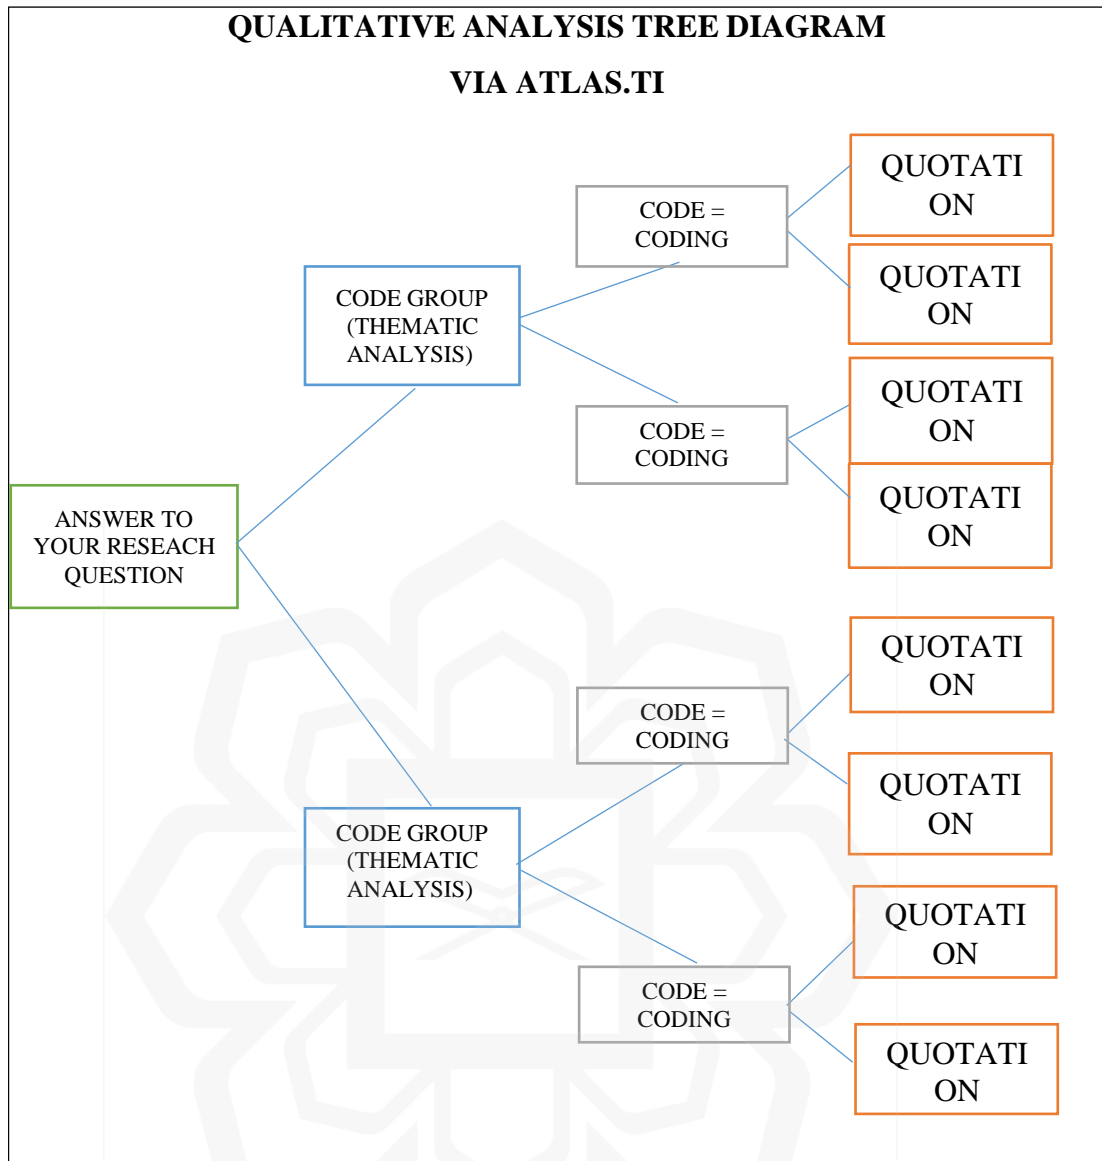 QUALITATIVE ANALYSIS TREE DIAGRAM
VIA ATLAS.TI
QUOTATI
ON
CODE =
CODING
QUOTATI
ON
CODE GROUP
(THEMATIC
ANALYSIS)
QUOTATI
ON
CODE =
CODING
QUOTATI
ON
ANSWER TO
YOUR RESEACH
QUESTION
QUOTATI
ON
CODE =
CODING
QUOTATI
ON
CODE GROUP
(THEMATIC
ANALYSIS)
QUOTATI
ON
CODE =
CODING
QUOTATI
ON